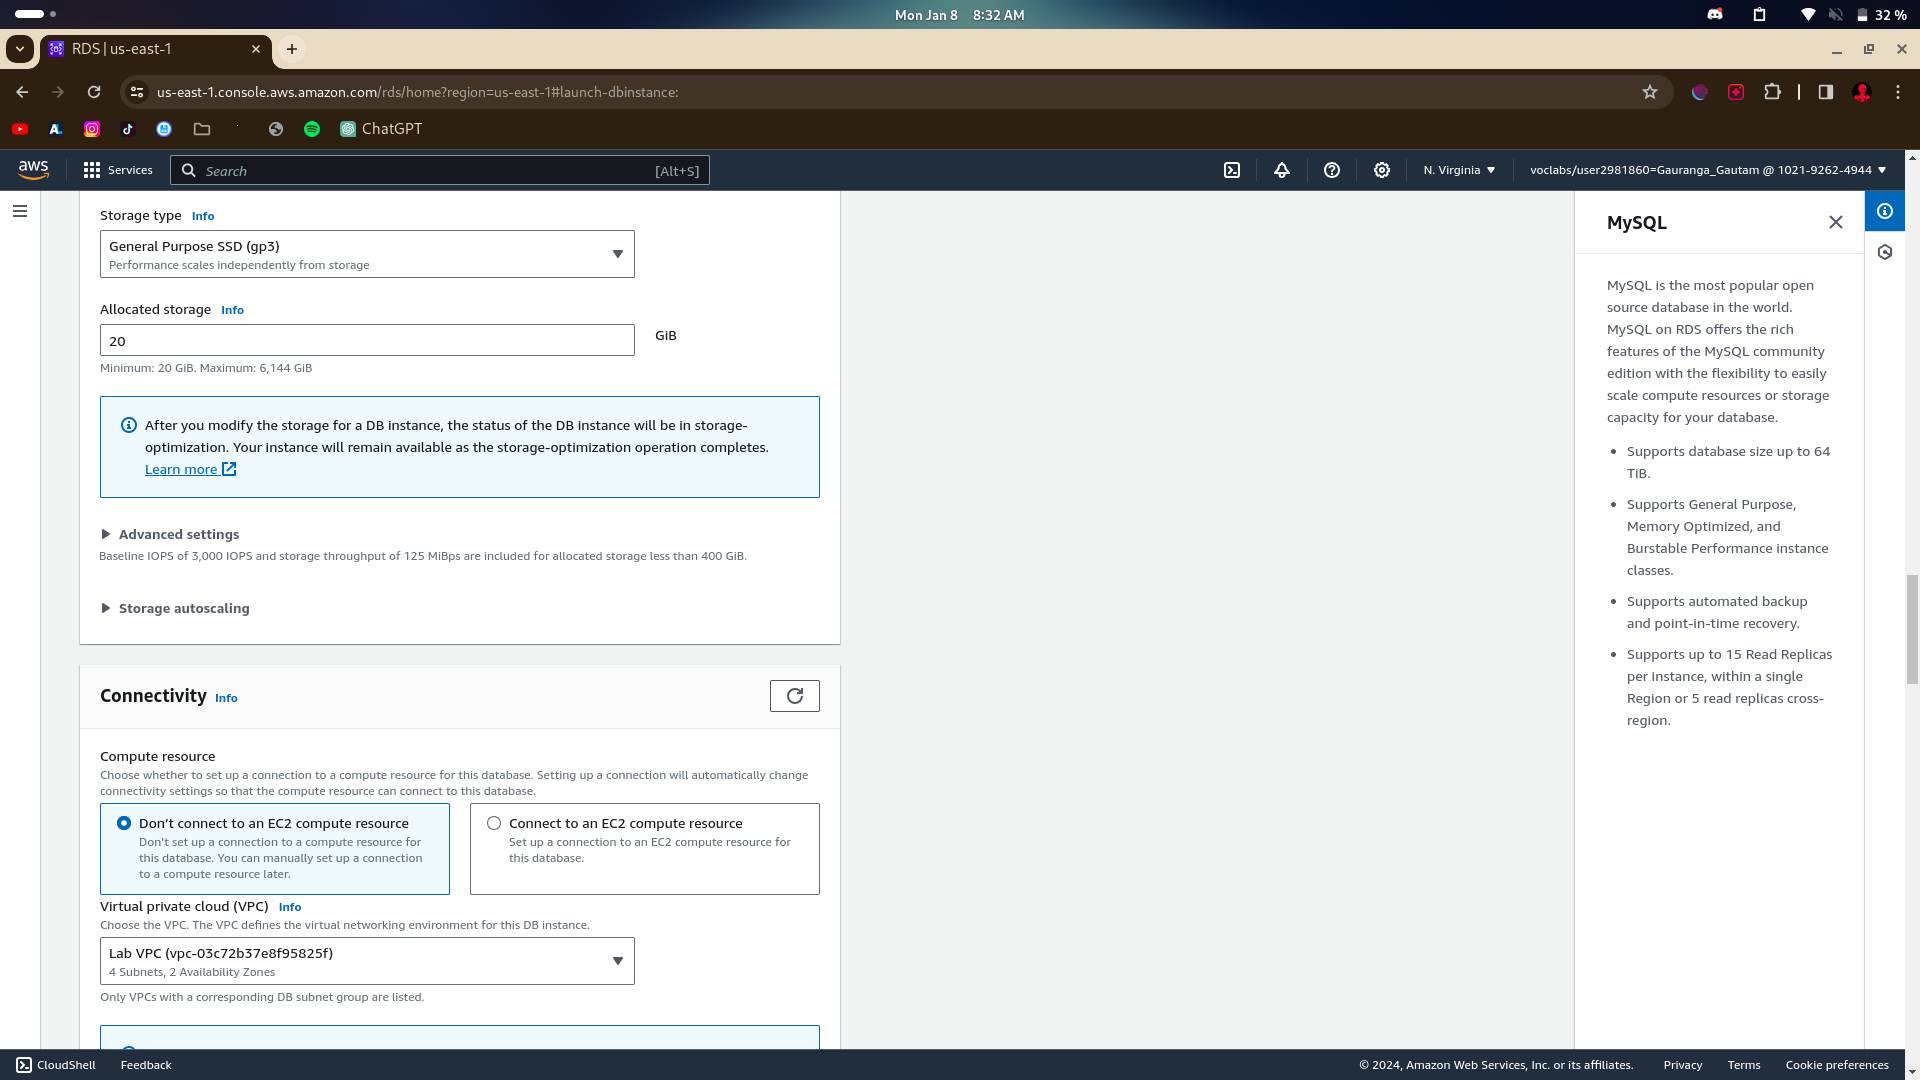 Mon Jan 8 8:32 AM
32 %
RDS | us-east-1
us-east-1.console.aws.amazon.com/rds/home?region=us-east-1#launch-dbinstance:
ChatGPT
aws
Services
Search
[Alt+S]
N. Virginia
voclabs/user2981860=Gauranga_Gautam @ 1021-9262-4944
Storage type Info
General Purpose SSD (gp3)
Performance scales independently from storage
Allocated storage Info
20
GiB
Minimum: 20 GiB. Maximum: 6,144 GiB
After you modify the storage for a DB instance, the status of the DB instance will be in storage-
optimization. Your instance will remain available as the storage-optimization operation completes.
Learn more
Advanced settings
Baseline IOPS of 3,000 IOPS and storage throughput of 125 MiBps are included for allocated storage less than 400 GiB.
Storage autoscaling
Connectivity Info
Compute resource
Choose whether to set up a connection to a compute resource for this database. Setting up a connection will automatically change
connectivity settings so that the compute resource can connect to this database.
Don't connect to an EC2 compute resource
Don't set up a connection to a compute resource for
this database. You can manually set up a connection
to a compute resource later.
Connect to an EC2 compute resource
Set up a connection to an EC2 compute resource for
this database.
Virtual private cloud (VPC) Info
Choose the VPC. The VPC defines the virtual networking environment for this DB instance.
Lab VPC (vpc-03c72b37e8f95825f)
4 Subnets, 2 Availability Zones
Only VPCs with a corresponding DB subnet group are listed.
MySQL
MySQL is the most popular open
source database in the world.
MySQL on RDS offers the rich
features of the MySQL community
edition with the flexibility to easily
scale compute resources or storage
capacity for your database.
• Supports database size up to 64
TiB.
• Supports General Purpose,
Memory Optimized, and
Burstable Performance instance
classes.
• Supports automated backup
and point-in-time recovery.
• Supports up to 15 Read Replicas
per instance, within a single
Region or 5 read replicas cross-
region.
CloudShell
Feedback
© 2024, Amazon Web Services, Inc. or its affiliates.
Privacy
Terms
Cookie preferences